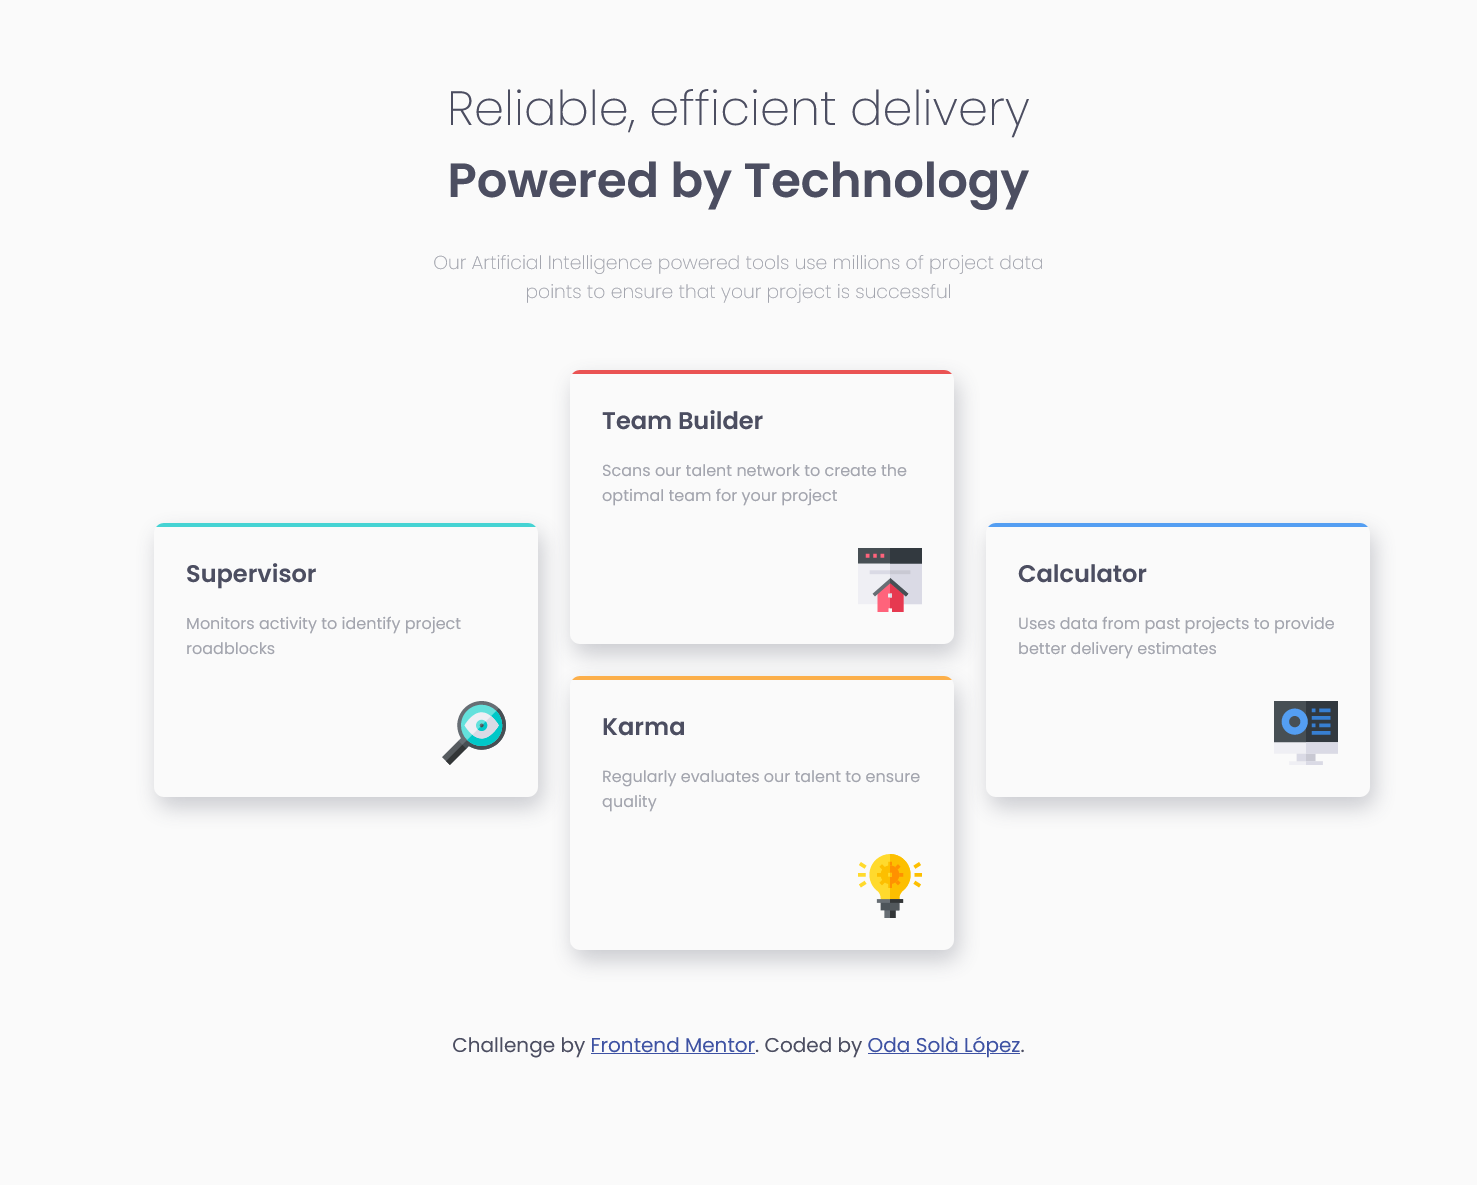 Reliable, efficient delivery
Powered by Technology
Our Artificial Intelligence powered tools use millions of project data
points to ensure that your project is successful
Supervisor
Monitors activity to identify project
roadblocks
Team Builder
Scans our talent network to create the
optimal team for your project
Karma
Regularly evaluates our talent to ensure
quality
Calculator
Uses data from past projects to provide
better delivery estimates
Challenge by Frontend Mentor. Coded by Oda Solà López.